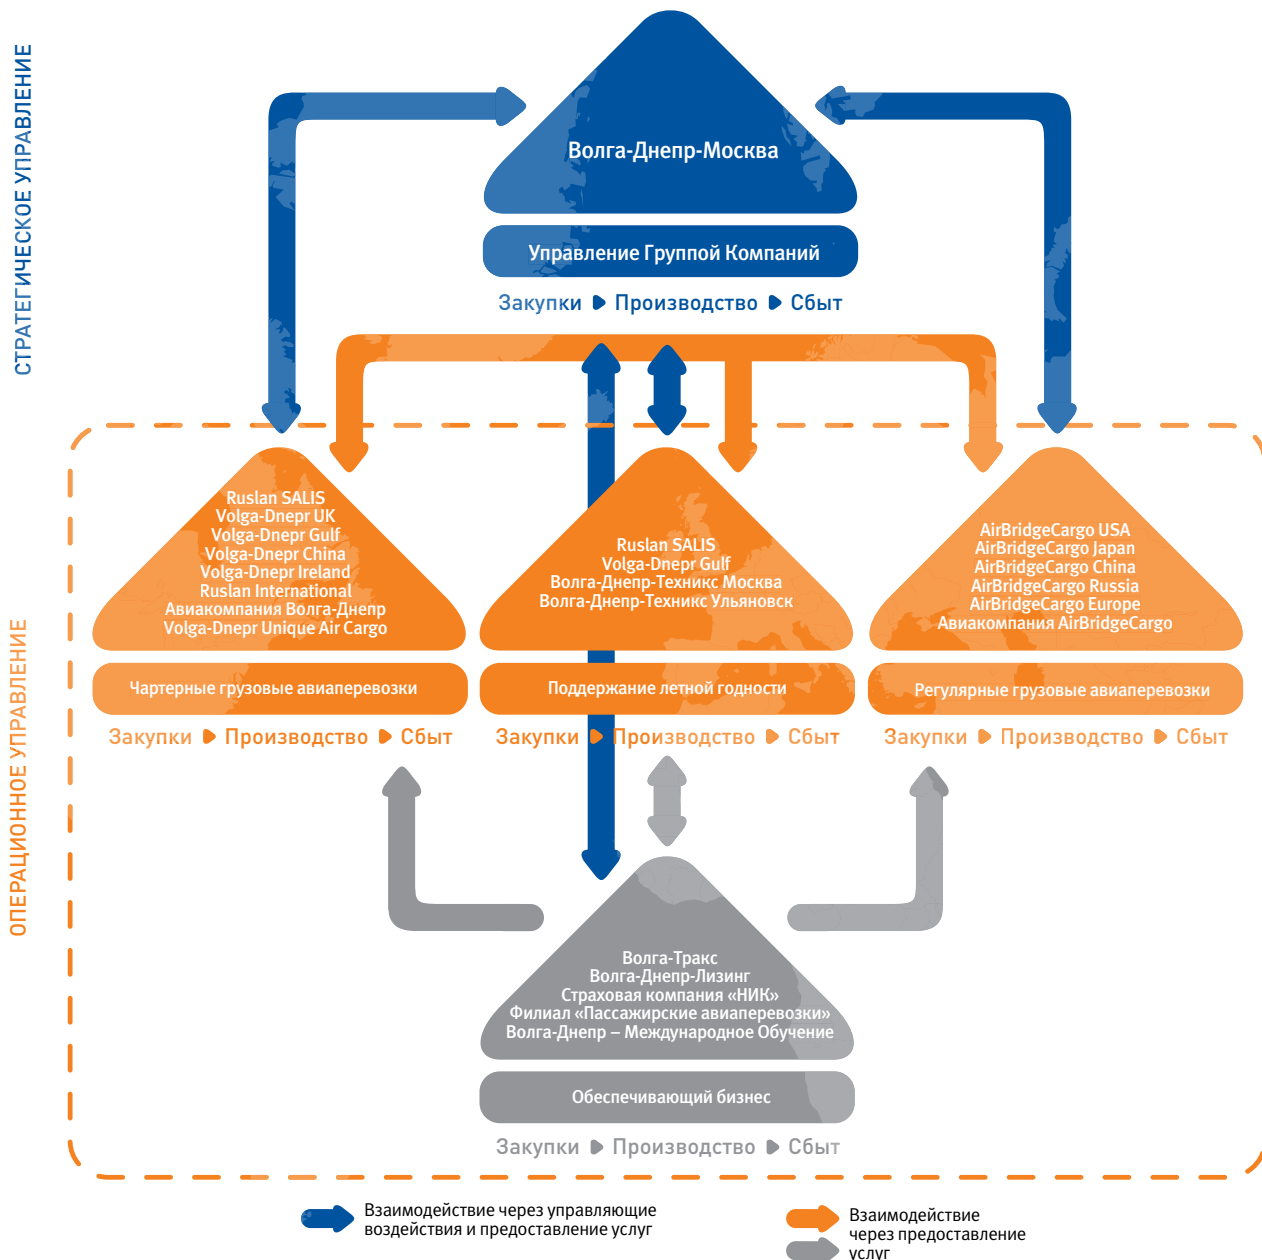 СТРАТЕГИЧЕСКОЕ УПРАВЛЕНИЕ
Волга-Днепр-Москва
Управление Группой Компаний
Закупки Производство Сбыт
ОПЕРАЦИОННОЕ УПРАВЛЕНИЕ
Ruslan SALIS
Volga-Dnepr UK
Volga-Dnepr Gulf
Volga-Dnepr China
Volga-Dnepr Ireland
Ruslan International
Авиакомпания Волга-Днепр
Volga-Dnepr Unique Air Cargo
Чартерные грузовые авиаперевозки
Закупки Производство Сбыт
Ruslan SALIS
Volga-Dnepr Gulf
Волга-Днепр-Техникс Москва
Волга-Днепр-Техникс Ульяновск
Поддержание летной годности
Закупки Производство Сбыт
AirBridgeCargo USA
AirBridgeCargo Japan
AirBridgeCargo China
AirBridgeCargo Russia
AirBridgeCargo Europe
Авиакомпания AirBridgeCargo
Регулярные грузовые авиаперевозки
Закупки Производство Сбыт
Волга-Тракс
Волга-Днепр-Лизинг
Страховая компания «НИК»
Филиал «Пассажирские авиаперевозки»
Волга-Днепр – Международное Обучение
Обеспечивающий бизнес
Закупки Производство Сбыт
Взаимодействие через управляющие
воздействия и предоставление услуг
Взаимодействие
через предоставление
услуг